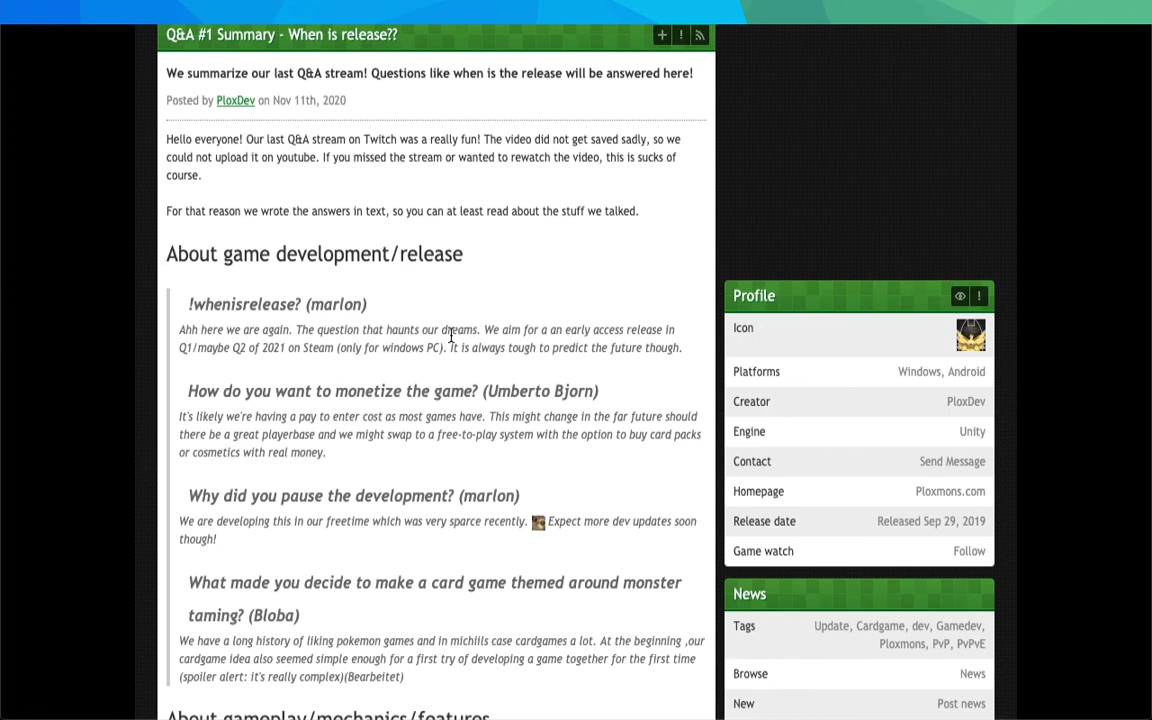 Q&A #1 Summary - When is release??
We summarize our last Q&A stream! Questions like when is the release will be answered here!
Posted by PloxDev on Nov 11th, 2020
Hello everyone! Our last Q&A stream on Twitch was a really fun! The video did not get saved sadly, so we
could not upload it on youtube. If you missed the stream or wanted to rewatch the video, this is sucks of
course.
For that reason we wrote the answers in text, so you can at least read about the stuff we talked.
About game development/release
!whenisrelease? (marlon)
Ahh here we are again. The question that haunts our dreams. We aim for a an early access release in
Q1/maybe Q2 of 2021 on Steam (only for windows PC). It is always tough to predict the future though.
How do you want to monetize the game? (Umberto Bjorn)
It's likely we're having a pay to enter cost as most games have. This might change in the far future should
there be a great playerbase and we might swap to a free-to-play system with the option to buy card packs
or cosmetics with real money.
Why did you pause the development? (marlon)
We are developing this in our freetime which was very sparce recently. Expect more dev updates soon
though!
What made you decide to make a card game themed around monster
taming? (Bloba)
We have a long history of liking pokemon games and in michiils case cardgames a lot. At the beginning ,our
cardgame idea also seemed simple enough for a first try of developing a game together for the first time
(spoiler alert: it's really complex)(Bearbeitet)
About gameplay/mechanics/features
Profile
Icon
Platforms Windows, Android
Creator PloxDev
Engine Unity
Contact Send Message
Homepage Ploxmons.com
Release date Released Sep 29, 2019
Game watch Follow
News
Tags Update, Cardgame, dev, Gamedev,
Ploxmons, PvP, PvPvE
Browse News
New Post news